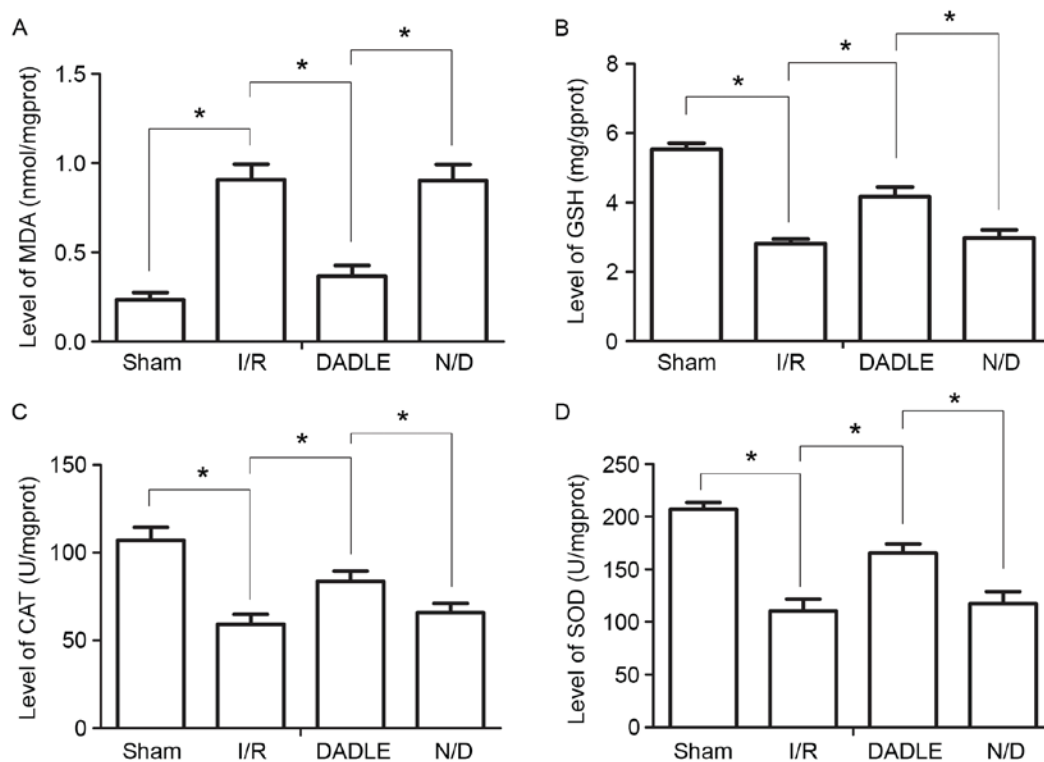 A
Level of MDA (nmol/mgprot)
1.5
1.0
0.5
0.0
*
*
*
Sham I/R DADLE N/D
B
Level of GSH (mg/gprot)
8
6
4
2
0
*
*
*
Sham I/R DADLE N/D
C
Level of CAT (U/mgprot)
150
100
50
0
*
*
*
Sham I/R DADLE N/D
D
Level of SOD (U/mgprot)
250
200
150
100
50
0
*
*
*
Sham I/R DADLE N/D